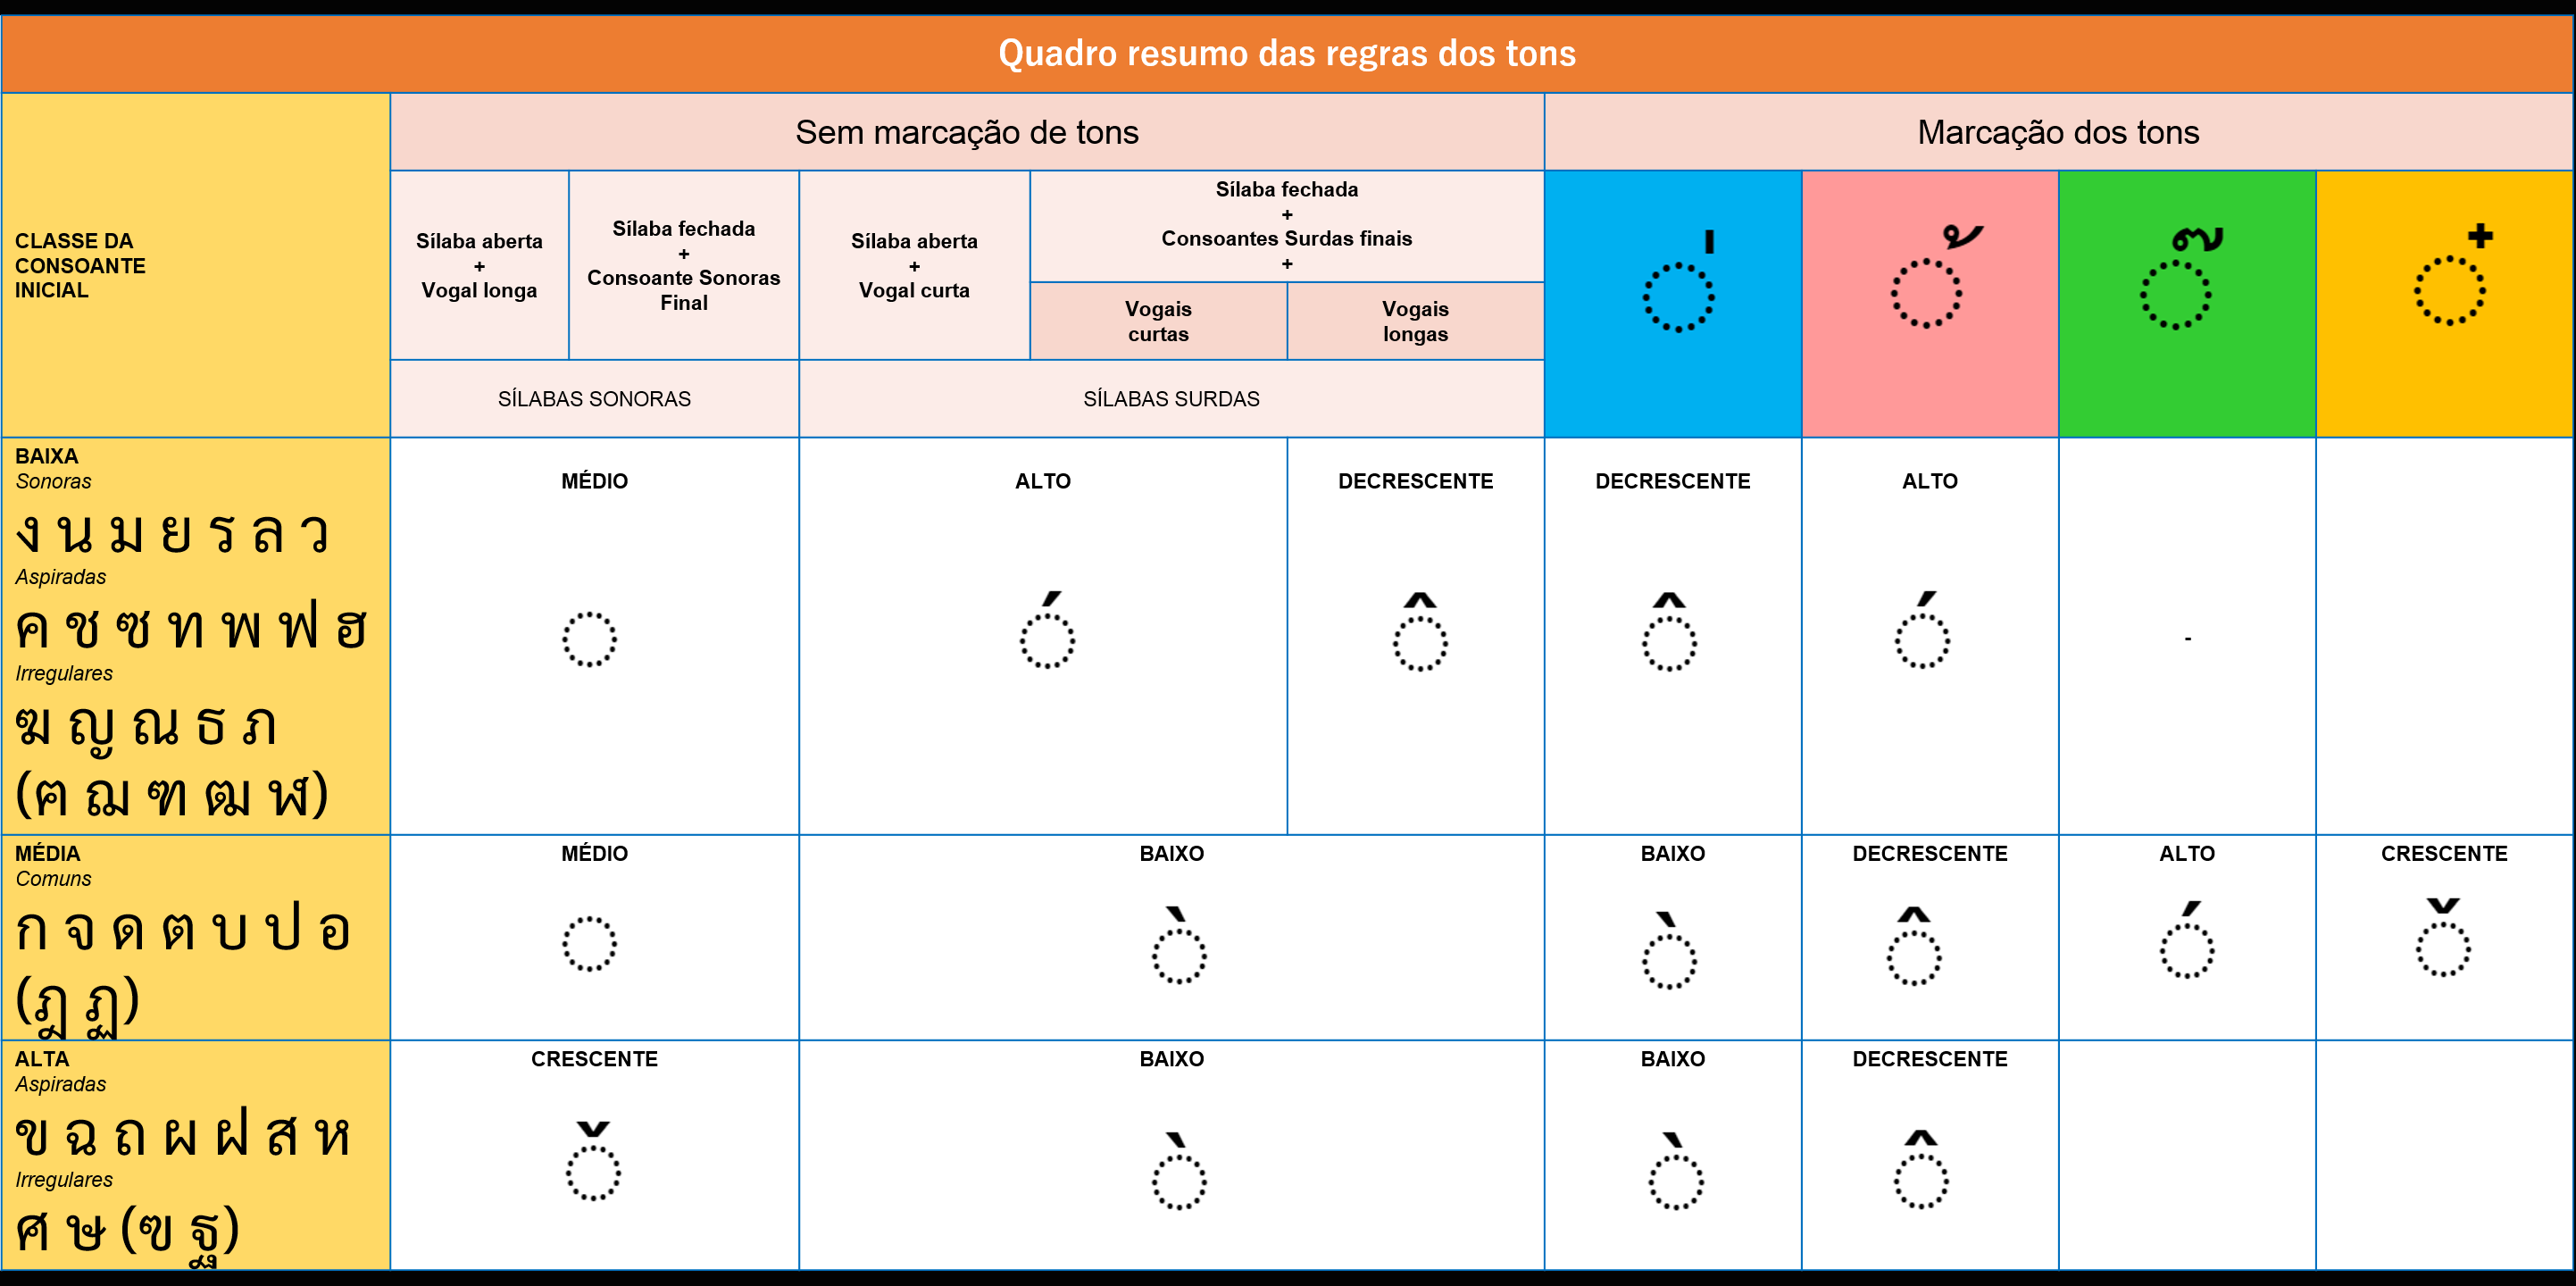 Quadro resumo das regras dos tons
CLASSE DA
CONSOANTE
INICIAL
Sem marcação de tons
Marcação dos tons
Sílaba aberta
+
Vogal longa
Sílaba fechada
+
Consoante Sonoras
Final
Sílaba aberta
+
Vogal curta
Sílaba fechada
+
Consoantes Surdas finais
+
Vogais
curtas
Vogais
longas
◌่
◌้
◌๊
◌๋
SÍLABAS SONORAS
SÍLABAS SURDAS
BAIXA
Sonoras
ง น ม ย ร ล ว
Aspiradas
ค ช ซ ท พ ฟ ฮ
Irregulares
ฆ ญ ณ ธ ภ
(ฅ ฌ ฑ ฒ ฬ)
MÉDIO
◌
ALTO
◌́
DECRESCENTE
◌̂
DECRESCENTE
◌̂
ALTO
◌́
-
MÉDIA
Comuns
ก จ ด ต บ ป อ
(ฎ ฏ)
MÉDIO
◌
BAIXO
◌̀
BAIXO
◌̀
DECRESCENTE
◌̂
ALTO
◌́
CRESCENTE
◌̌
ALTA
Aspiradas
ข ฉ ถ ผ ฝ ส ห
Irregulares
ศ ษ (ฃ ฐ)
CRESCENTE
◌̌
BAIXO
◌̀
BAIXO
◌̀
DECRESCENTE
◌̂